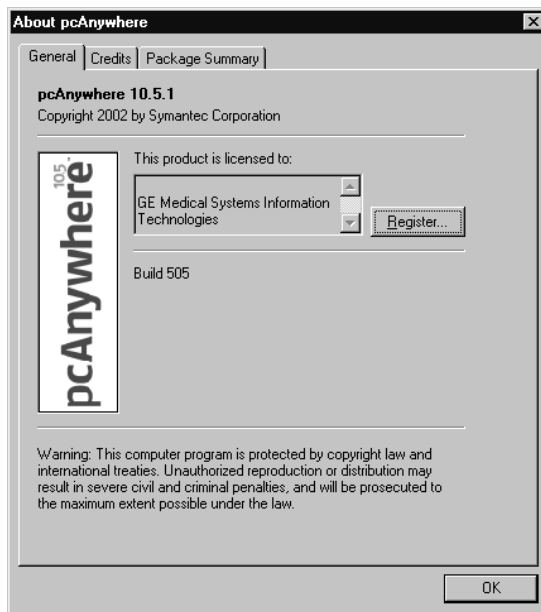 About pcAnywhere
General
Credits
Package Summary
pcAnywhere 10.5.1
Copyright 2002 by Symantec Corporation
pcAnywhere 10.5
This product is licensed to:
GE Medical Systems Information
Technologies
Register...
Build 505
Warning: This computer program is protected by copyright law and
international treaties. Unauthorized reproduction or distribution may
result in severe civil and criminal penalties, and will be prosecuted to
the maximum extent possible under the law.
OK